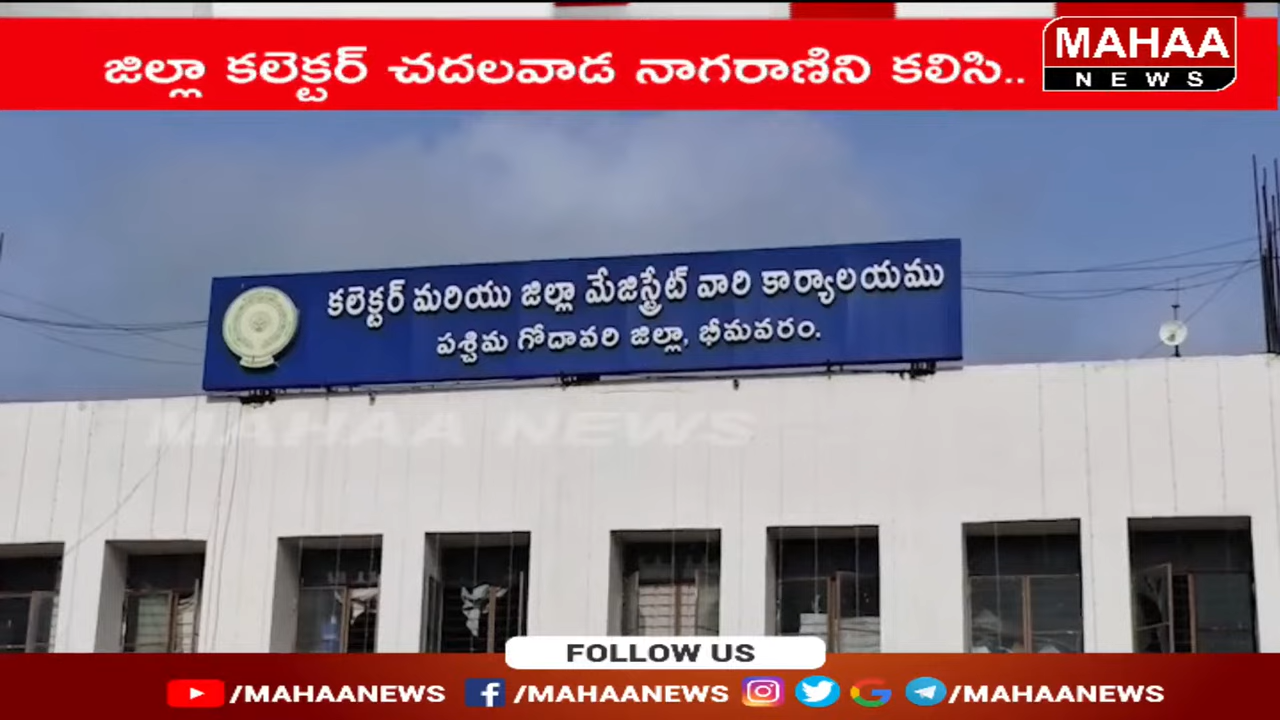 జిల్లా కలెక్టర్ చదలవాడ నాగరాణిని కలిసి..
MAHAA
NEWS
కలెక్టర్ మరియు జిల్లా మేజిస్ట్రేట్ వారి కార్యాలయము
పశ్చిమ గోదావరి జిల్లా, భీమవరం.
MAHAA NEWS
FOLLOW US
/MAHAANEWS /MAHAANEWS /MAHAANEWS